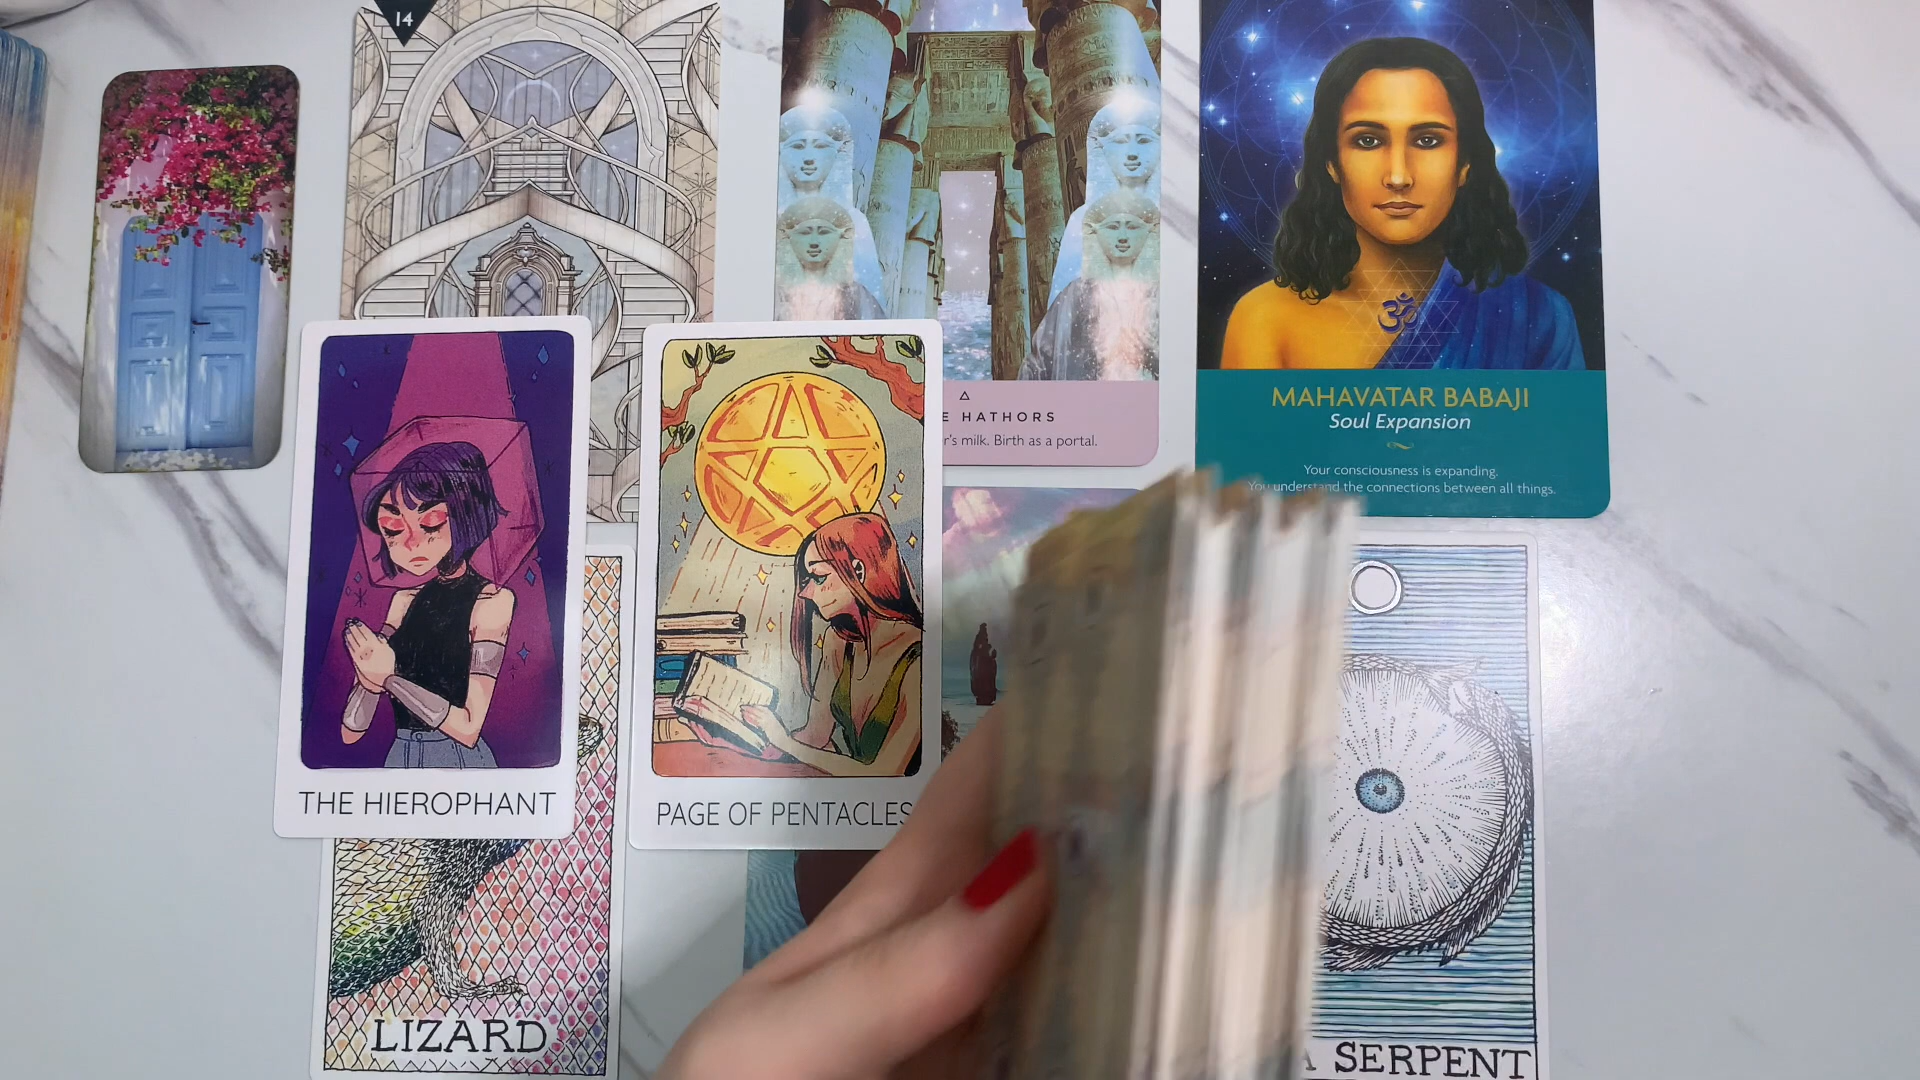 14
E HATHORS
r's milk. Birth as a portal.
MAHAVATAR BABAJI
Soul Expansion
Your consciousness is expanding.
You understand the connections between all things.
THE HIEROPHANT
PAGE OF PENTACLES
LIZARD
A SERPENT